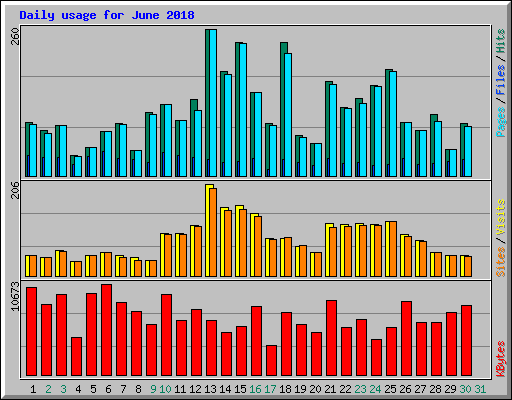 Daily usage for June 2018
260
Pages / Files / Hits
206
Sites / Visits
10673
KBytes
1 2 3 4 5 6 7 8 9 10 11 12 13 14 15 16 17 18 19 20 21 22 23 24 25 26 27 28 29 30 31